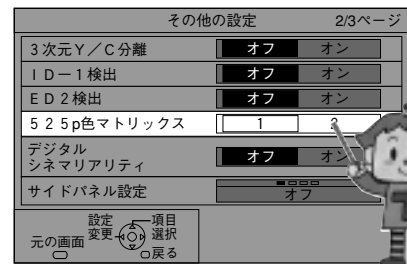 その他の設定 2/3ページ
3次元Y／C分離 オフ オン
ID－1検出 オフ オン
ED2検出 オフ オン
525p色マトリックス 1 2
デジタル
シネマリアリティ オフ オン
サイドパネル設定 オフ
設定 項目
変更 選択
元の画面 戻る